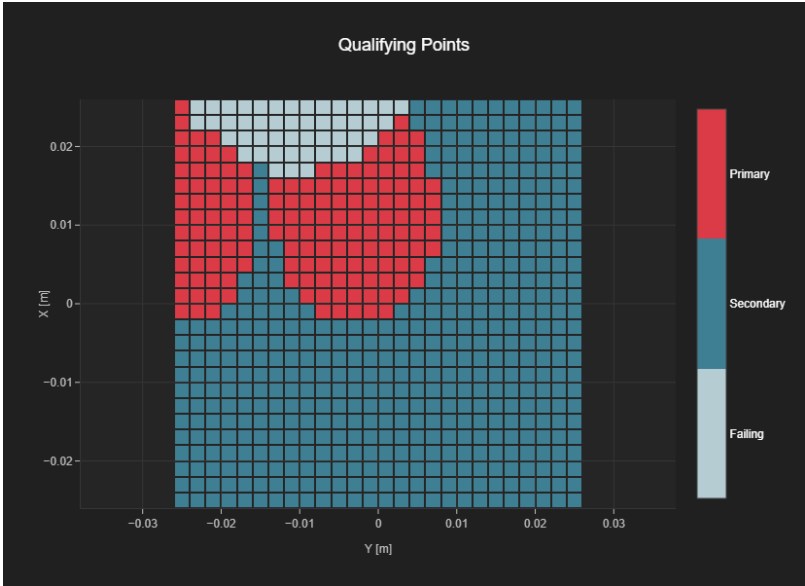 Qualifying Points
0.02
0.01
0
−0.01
−0.02
X [m]
−0.03
−0.02
−0.01
0
0.01
0.02
0.03
Y [m]
Primary
Secondary
Failing